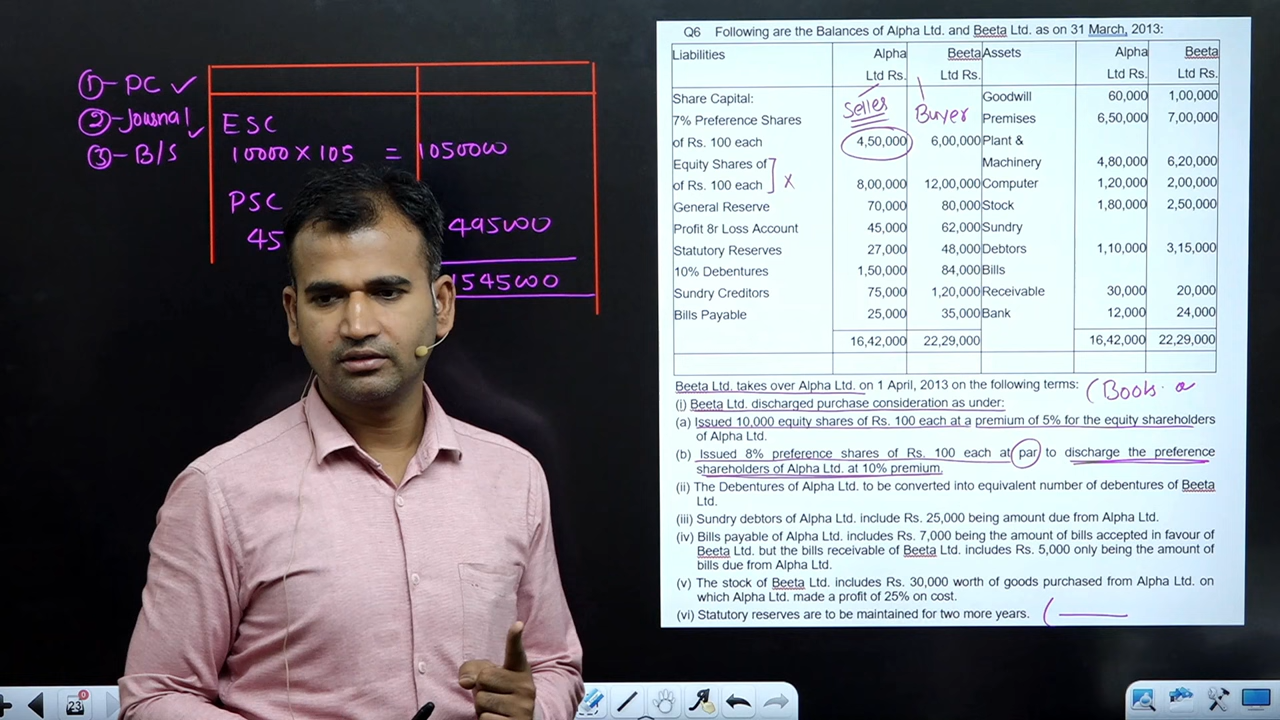 ①- PC ✓
②- Journal ✓
③- B/S
ESC
10000 × 105 = 1050000
PSC
45
495000
1545000
Q6 Following are the Balances of Alpha Ltd. and Beeta Ltd. as on 31 March, 2013:
Liabilities Alpha Beeta Assets Alpha Beeta
Ltd Rs. Ltd Rs. Ltd Rs. Ltd Rs.
Seller Buyer
Share Capital: Goodwill 60,000 1,00,000
7% Preference Shares Premises 6,50,000 7,00,000
of Rs. 100 each 4,50,000 6,00,000 Plant &
Equity Shares of Machinery 4,80,000 6,20,000
of Rs. 100 each X 8,00,000 12,00,000 Computer 1,20,000 2,00,000
General Reserve 70,000 80,000 Stock 1,80,000 2,50,000
Profit 8r Loss Account 45,000 62,000 Sundry
Statutory Reserves 27,000 48,000 Debtors 1,10,000 3,15,000
10% Debentures 1,50,000 84,000 Bills
Sundry Creditors 75,000 1,20,000 Receivable 30,000 20,000
Bills Payable 25,000 35,000 Bank 12,000 24,000
16,42,000 22,29,000 16,42,000 22,29,000
Beeta Ltd. takes over Alpha Ltd. on 1 April, 2013 on the following terms: (Books.
(i) Beeta Ltd. discharged purchase consideration as under:
(a) Issued 10,000 equity shares of Rs. 100 each at a premium of 5% for the equity shareholders
of Alpha Ltd.
(b) Issued 8% preference shares of Rs. 100 each at par to discharge the preference
shareholders of Alpha Ltd. at 10% premium.
(ii) The Debentures of Alpha Ltd. to be converted into equivalent number of debentures of Beeta
Ltd.
(iii) Sundry debtors of Alpha Ltd. include Rs. 25,000 being amount due from Alpha Ltd.
(iv) Bills payable of Alpha Ltd. includes Rs. 7,000 being the amount of bills accepted in favour of
Beeta Ltd. but the bills receivable of Beeta Ltd. includes Rs. 5,000 only being the amount of
bills due from Alpha Ltd.
(v) The stock of Beeta Ltd. includes Rs. 30,000 worth of goods purchased from Alpha Ltd. on
which Alpha Ltd. made a profit of 25% on cost.
(vi) Statutory reserves are to be maintained for two more years.
23